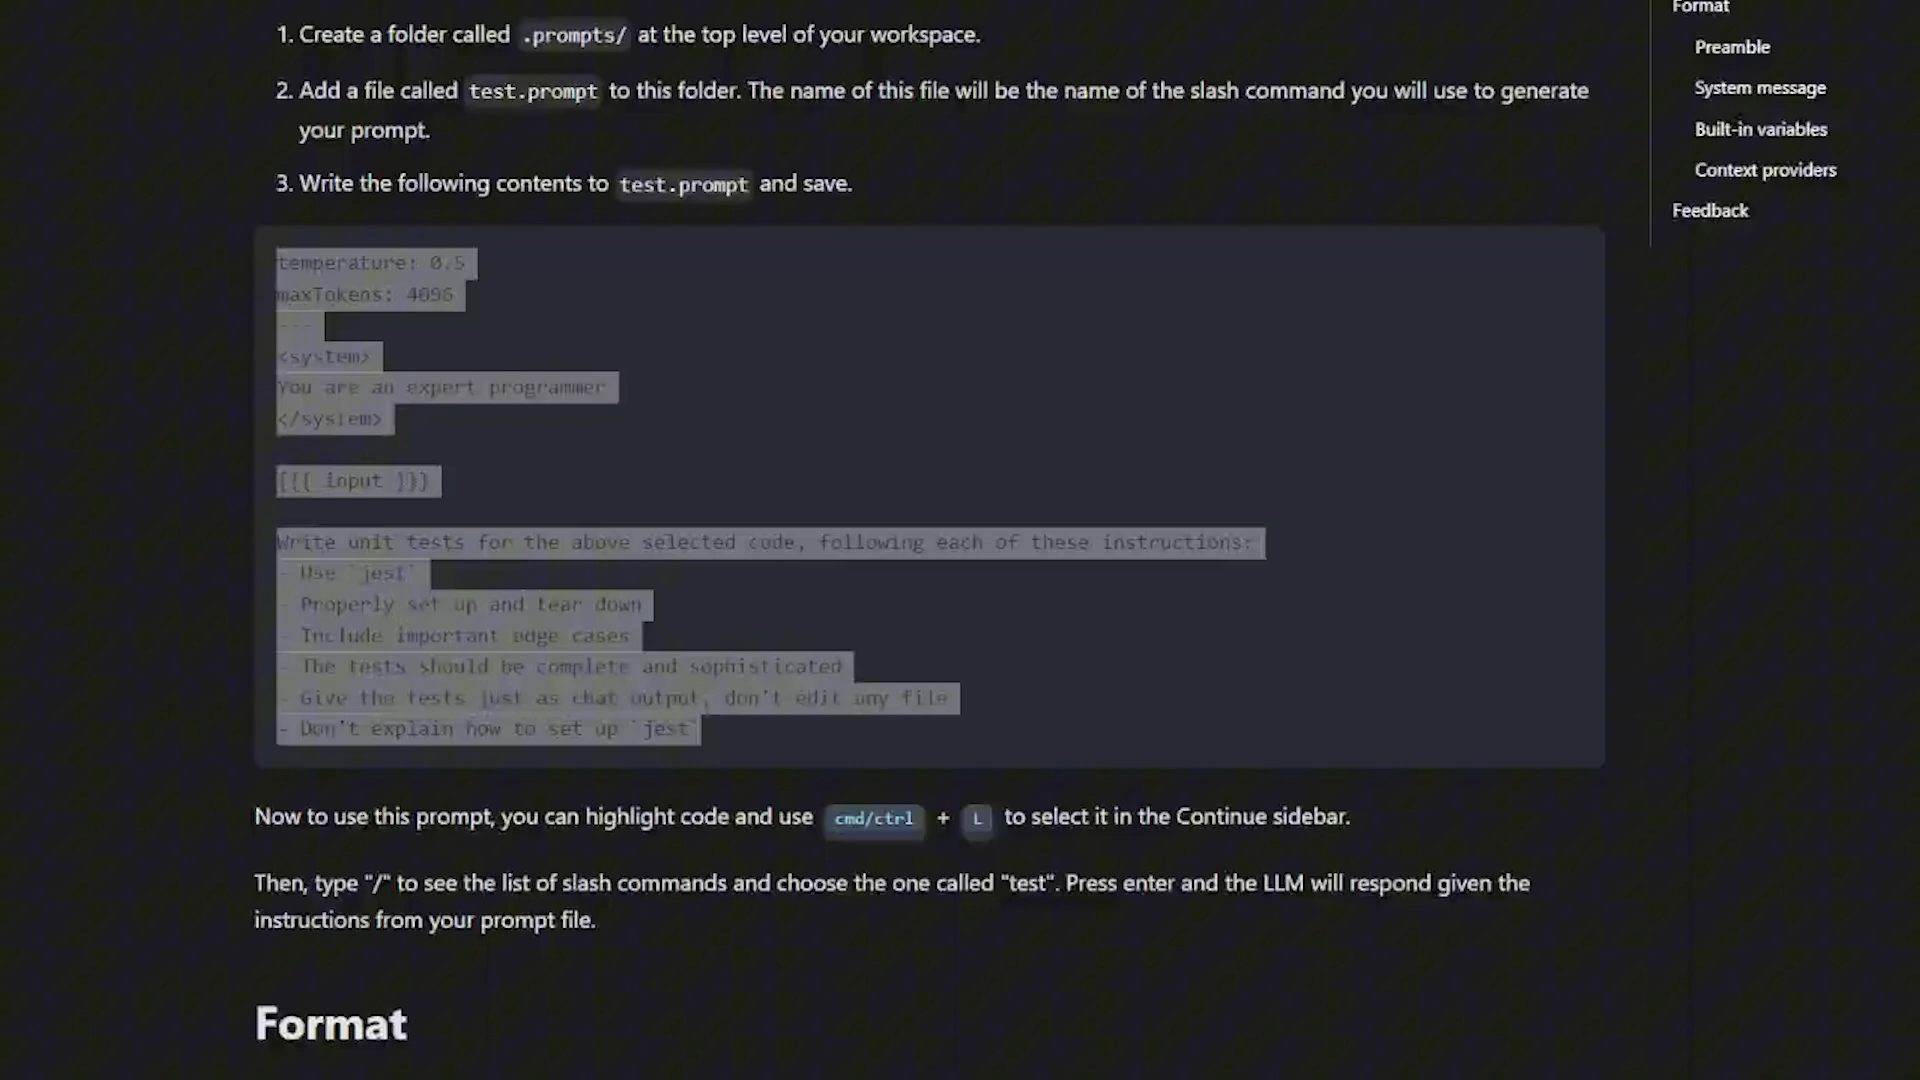 1. Create a folder called .prompts/ at the top level of your workspace.
2. Add a file called test.prompt to this folder. The name of this file will be the name of the slash command you will use to generate
your prompt.
3. Write the following contents to test.prompt and save.
temperature: 0.5
maxTokens: 4096
---
<system>
You are an expert programmer
</system>
{{{ input }}}
Write unit tests for the above selected code, following each of these instructions:
- Use `jest`
- Properly set up and tear down
- Include important edge cases
- The tests should be complete and sophisticated
- Give the tests just as chat output, don't edit any file
- Don't explain how to set up `jest`
Now to use this prompt, you can highlight code and use cmd/ctrl + L to select it in the Continue sidebar.
Then, type "/" to see the list of slash commands and choose the one called "test". Press enter and the LLM will respond given the
instructions from your prompt file.
Format
Format
Preamble
System message
Built-in variables
Context providers
Feedback